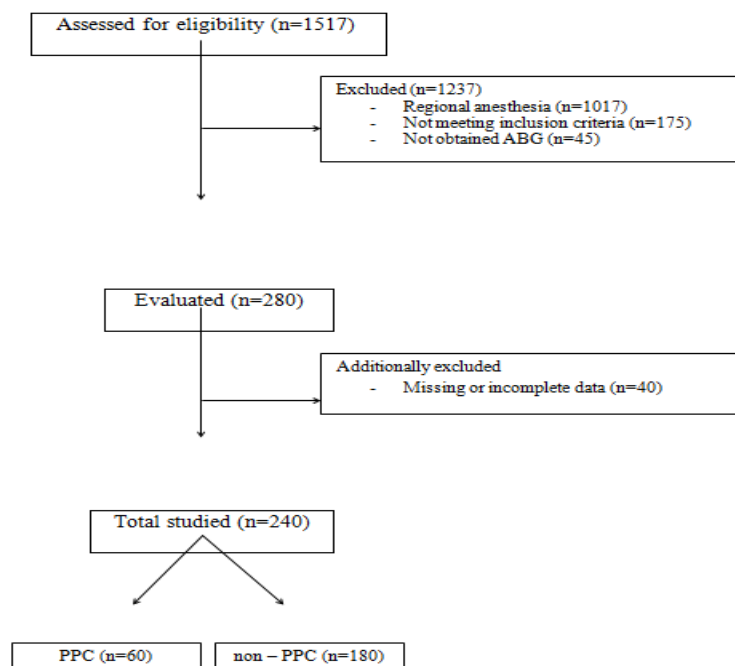 Assessed for eligibility (n=1517)
Excluded (n=1237)
- Regional anesthesia (n=1017)
- Not meeting inclusion criteria (n=175)
- Not obtained ABG (n=45)
Evaluated (n=280)
Additionally excluded
- Missing or incomplete data (n=40)
Total studied (n=240)
PPC (n=60)
non – PPC (n=180)